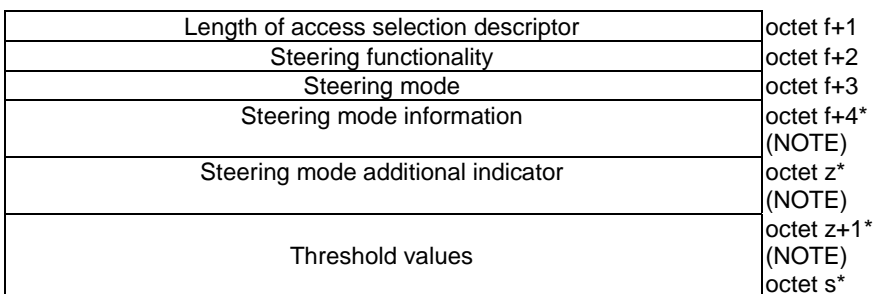 Length of access selection descriptor octet f+1
Steering functionality octet f+2
Steering mode octet f+3
Steering mode information octet f+4*
(NOTE)
Steering mode additional indicator octet z*
(NOTE)
octet z+1*
Threshold values (NOTE)
octet s*